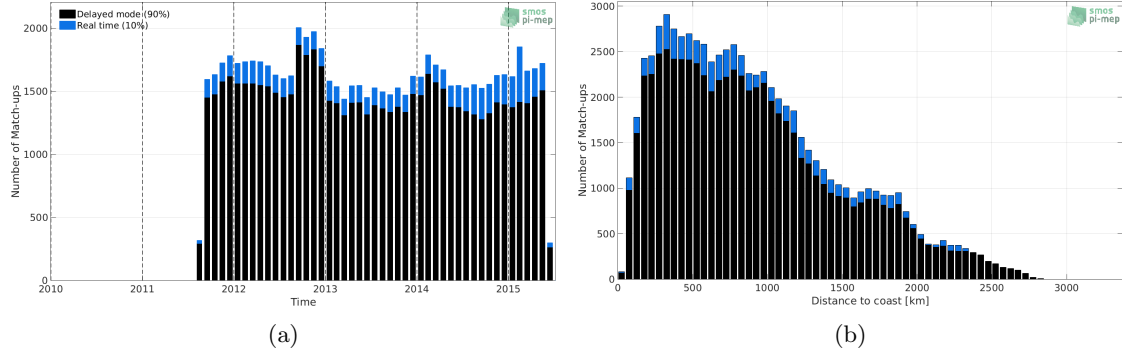 Delayed mode (90%)
Real time (10%)
smos
pi-mep
Number of Match-ups
2000
1500
1000
500
0
2010
2011
2012
2013
2014
2015
Time
(a)
smos
pi-mep
Number of Match-ups
3000
2500
2000
1500
1000
500
0
0
500
1000
1500
2000
2500
3000
Distance to coast [km]
(b)